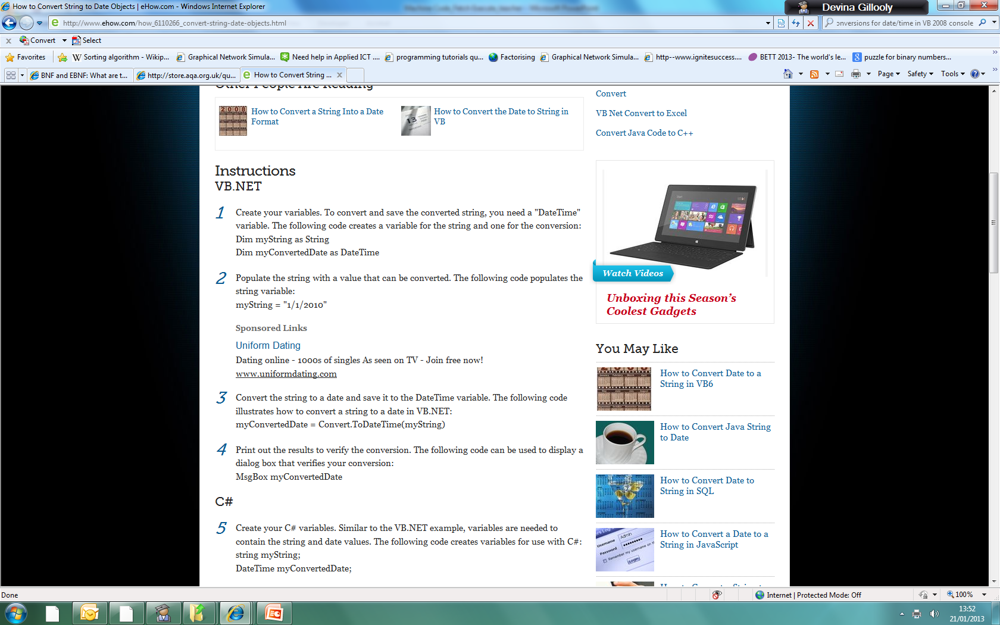 How to Convert String to Date Objects | eHow.com - Windows Internet Explorer
Devina Gillooly
http://www.ehow.com/how_6110266_convert-string-date-objects.html
onversions for date/time in VB 2008 console
x Convert Select
Favorites
Sorting algorithm - Wikip...
Graphical Network Simula...
Need help in Applied ICT ....
programming tutorials qu...
Factorising
Graphical Network Simula...
http--www.ignitesuccess....
BETT 2013- The world's le...
puzzle for binary numbers...
BNF and EBNF: What are t...
http://store.aqa.org.uk/qu...
How to Convert String ...
Page
Safety
Tools
Other People Are Reading
How to Convert a String Into a Date
Format
How to Convert the Date to String in
VB
Instructions
VB.NET
1
Create your variables. To convert and save the converted string, you need a "DateTime"
variable. The following code creates a variable for the string and one for the conversion:
Dim myString as String
Dim myConvertedDate as DateTime
2
Populate the string with a value that can be converted. The following code populates the
string variable:
myString = "1/1/2010"
Sponsored Links
Uniform Dating
Dating online - 1000s of singles As seen on TV - Join free now!
www.uniformdating.com
3
Convert the string to a date and save it to the DateTime variable. The following code
illustrates how to convert a string to a date in VB.NET:
myConvertedDate = Convert.ToDateTime(myString)
4
Print out the results to verify the conversion. The following code can be used to display a
dialog box that verifies your conversion:
MsgBox myConvertedDate
C#
5
Create your C# variables. Similar to the VB.NET example, variables are needed to
contain the string and date values. The following code creates variables for use with C#:
string myString;
DateTime myConvertedDate;
Convert
VB Net Convert to Excel
Convert Java Code to C++
Start
Watch Videos
Unboxing this Season's
Coolest Gadgets
You May Like
2008
How to Convert Date to a
String in VB6
How to Convert Java String
to Date
How to Convert Date to
String in SQL
Username Admin
Password
Remember my username on th
Login
How to Convert a Date to a
String in JavaScript
Done
Internet | Protected Mode: Off
100%
13:52
21/01/2013